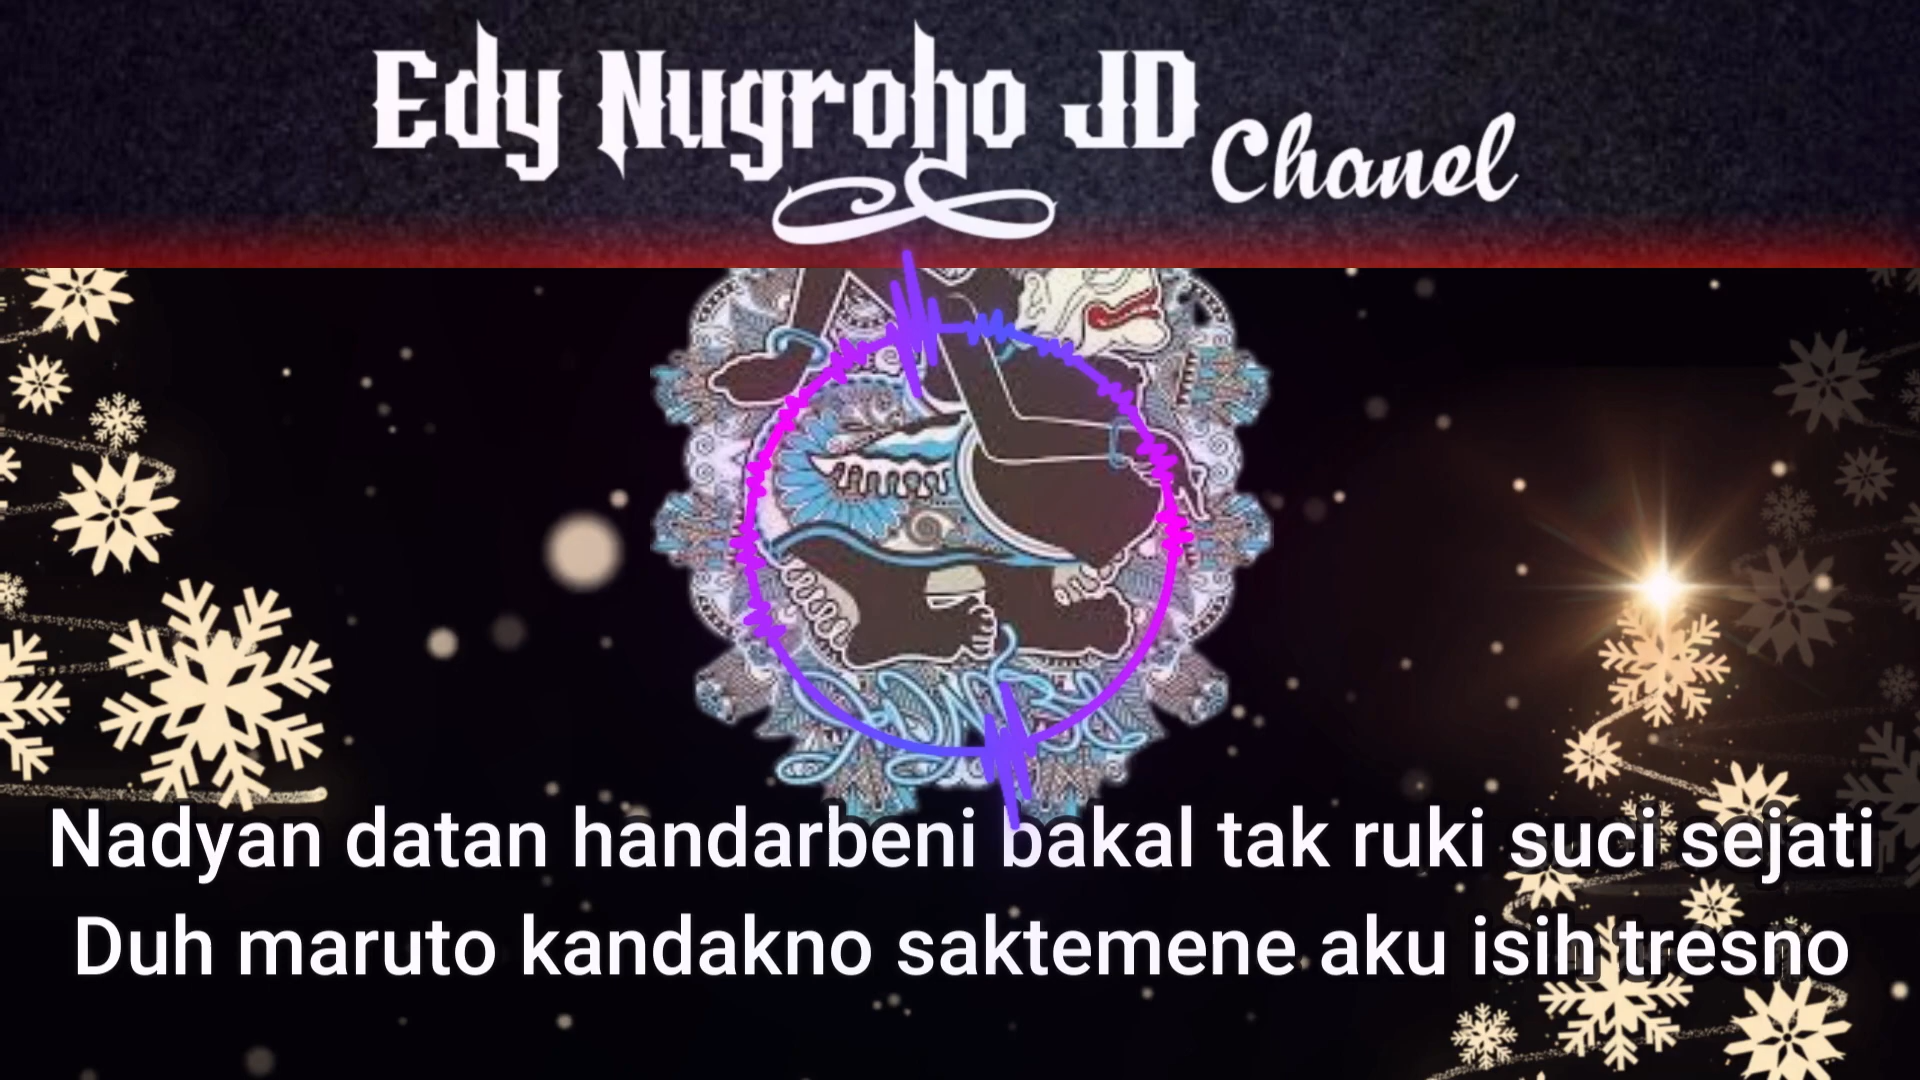 Edy Nugroho JD Chanel
Nadyan datan handarbeni bakal tak ruki suci sejati
Duh maruto kandakno saktemene aku isih tresno